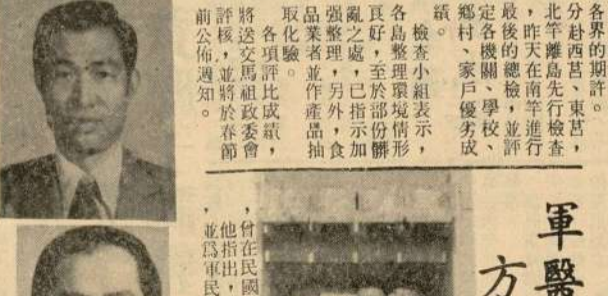 各界的期許。
分赴西莒、東莒，
北竿離島先行檢查
，昨天在南竿進行
最後的總檢，並評
定各機關、學校、
鄉村、家戶優劣成
績。
檢查小組表示，
各島整理環境情形
良好，至於部份髒
亂之處，已指示加
强整理，另外，食
品業者並作產品抽
取化驗。
各項評比成績，
將送交馬祖政委會
評核，並將於春節
前公佈週知。
軍醫
方
，曾在民國
他指出，
，並爲軍民